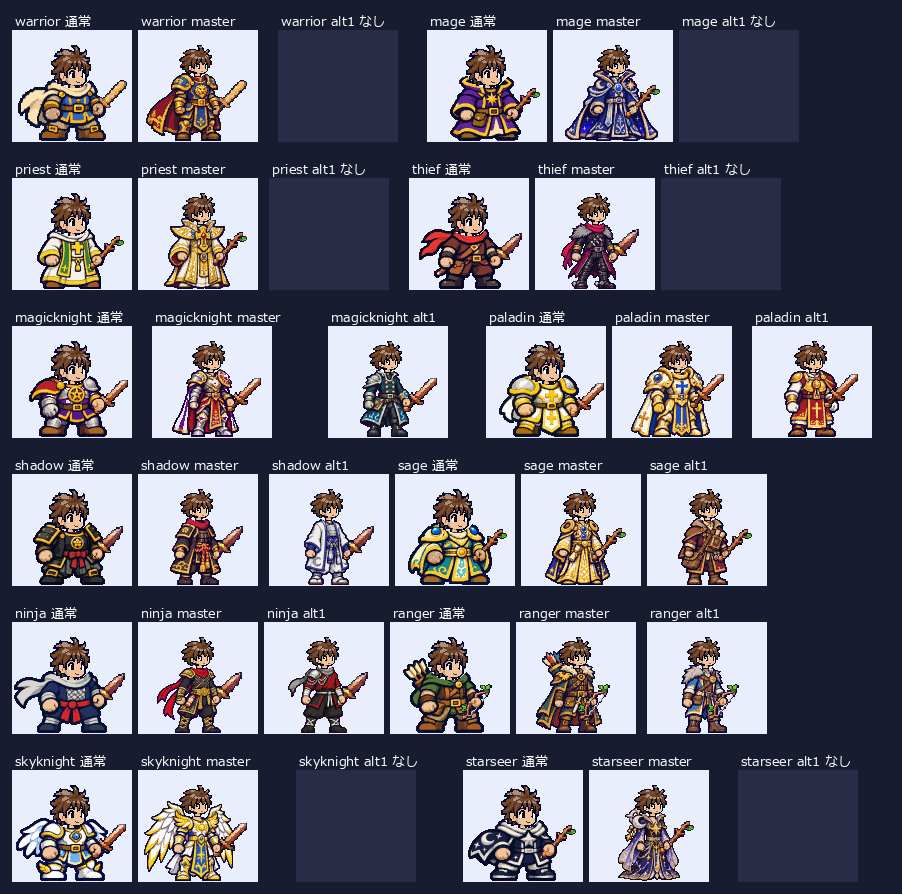 warrior 通常 warrior master warrior alt1 なし mage 通常 mage master mage alt1 なし
priest 通常 priest master priest alt1 なし thief 通常 thief master thief alt1 なし
magicknight 通常 magicknight master magicknight alt1 paladin 通常 paladin master paladin alt1
shadow 通常 shadow master shadow alt1 sage 通常 sage master sage alt1
ninja 通常 ninja master ninja alt1 ranger 通常 ranger master ranger alt1
skyknight 通常 skyknight master skyknight alt1 なし starseer 通常 starseer master starseer alt1 なし